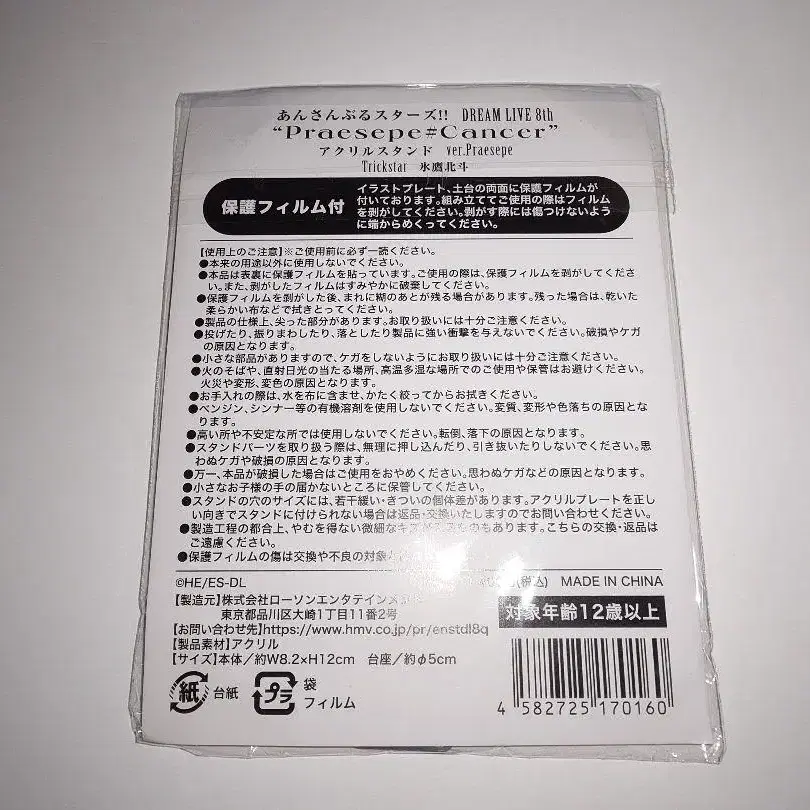 あんさんぶるスターズ!! DREAM LIVE 8th
“Praesepe#Cancer”
アクリルスタンド ver.Praesepe
Trickstar 氷鷹北斗
保護フィルム付
イラストプレート、土台の両面に保護フィルムが
付いております。組み立ててご使用の際はフィルム
を剥がしてください。剥がす際には傷つけないよう
に端からめくってください。
【使用上のご注意】※ご使用前に必ず一読ください。
●本来の用途以外に使用しないでください。
●本品は表裏に保護フィルムを貼っています。ご使用の際は、保護フィルムを剥がしてくださ
い。また、剥がしたフィルムはすみやかに破棄してください。
●保護フィルムを剥がした後、まれに糊のあとが残る場合があります。残った場合は、乾いた
柔らかい布などで拭きとってください。
●製品の仕様上、尖った部分があります。お取り扱いには十分ご注意ください。
●投げたり、振りまわしたり、落としたり製品に強い衝撃を与えないでください。破損やケガ
の原因となります。
●小さな部品がありますので、ケガをしないようにお取り扱いには十分ご注意ください。
●火のそばや、直射日光の当たる場所、高温多湿な場所でのご使用や保管はお避けください。
火災や変形、変色の原因となります。
●お手入れの際は、水を布に含ませ、かたく絞ってからお拭きください。
●ベンジン、シンナー等の有機溶剤を使用しないでください。変質、変形や色落ちの原因とな
ります。
●高い所や不安定な所では使用しないでください。転倒、落下の原因となります。
●スタンドパーツを取り扱う際は、無理に押し込んだり、引き抜いたりしないでください。思
わぬケガや破損の原因となります。
●万一、本品が破損した場合はご使用をおやめください。思わぬケガなどの原因となります。
●小さなお子様の手の届かないところに保管してください。
●スタンドの穴のサイズには、若干緩い・きついの個体差があります。アクリルプレートを正し
い向きでスタンドに付けられない場合は返品・交換いたしますのでお問い合わせください。
●製造工程の都合上、やむを得ない微細なキズがあるものもあります。こちらの交換・返品は
ご遠慮ください。
●保護フィルムの傷は交換や不良の対象
©HE/ES-DL (税込) MADE IN CHINA
【製造元】株式会社ローソンエンタテインメ
東京都品川区大崎1丁目11番2号
対象年齢12歳以上
【お問い合わせ先】https://www.hmv.co.jp/pr/enstdl8q
【製品素材】アクリル
【サイズ】本体/約W8.2×H12cm 台座/約φ5cm
紙 台紙 プラ 袋
フィルム
4 582725 170160